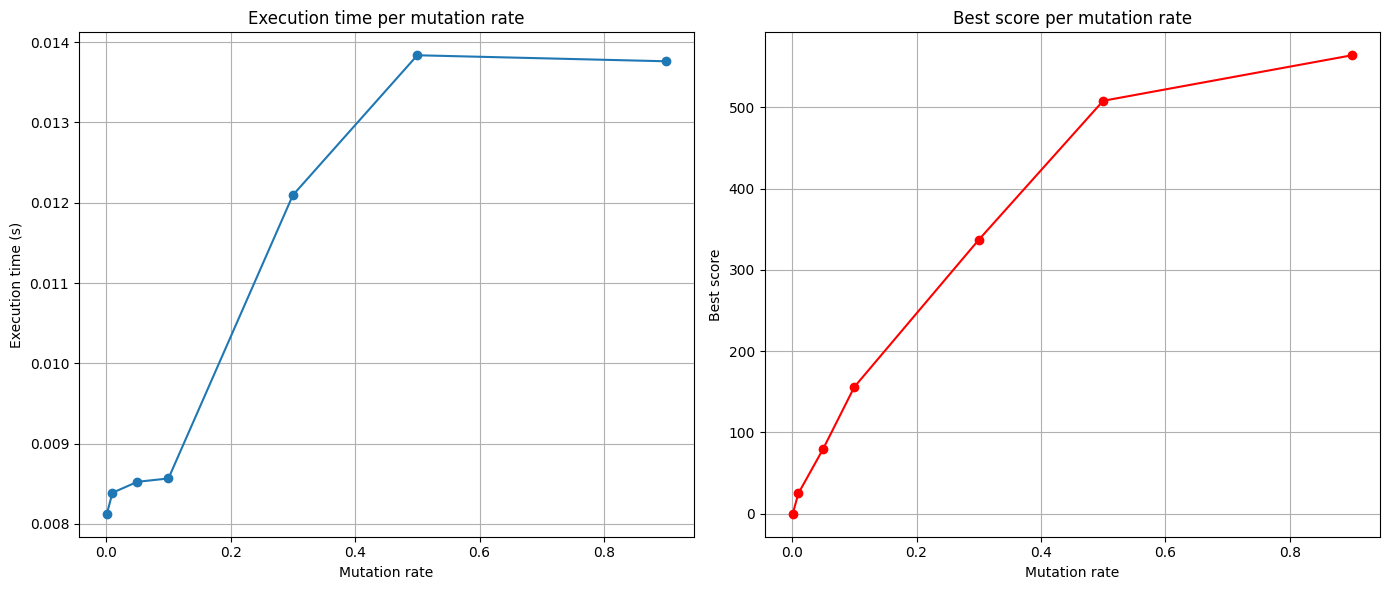 Execution time per mutation rate
Execution time (s)
0.014
0.013
0.012
0.011
0.010
0.009
0.008
0.0 0.2 0.4 0.6 0.8
Mutation rate
Best score per mutation rate
Best score
500
400
300
200
100
0
0.0 0.2 0.4 0.6 0.8
Mutation rate